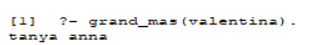 [1]  ?- grand_mas(valentina).
tanya anna